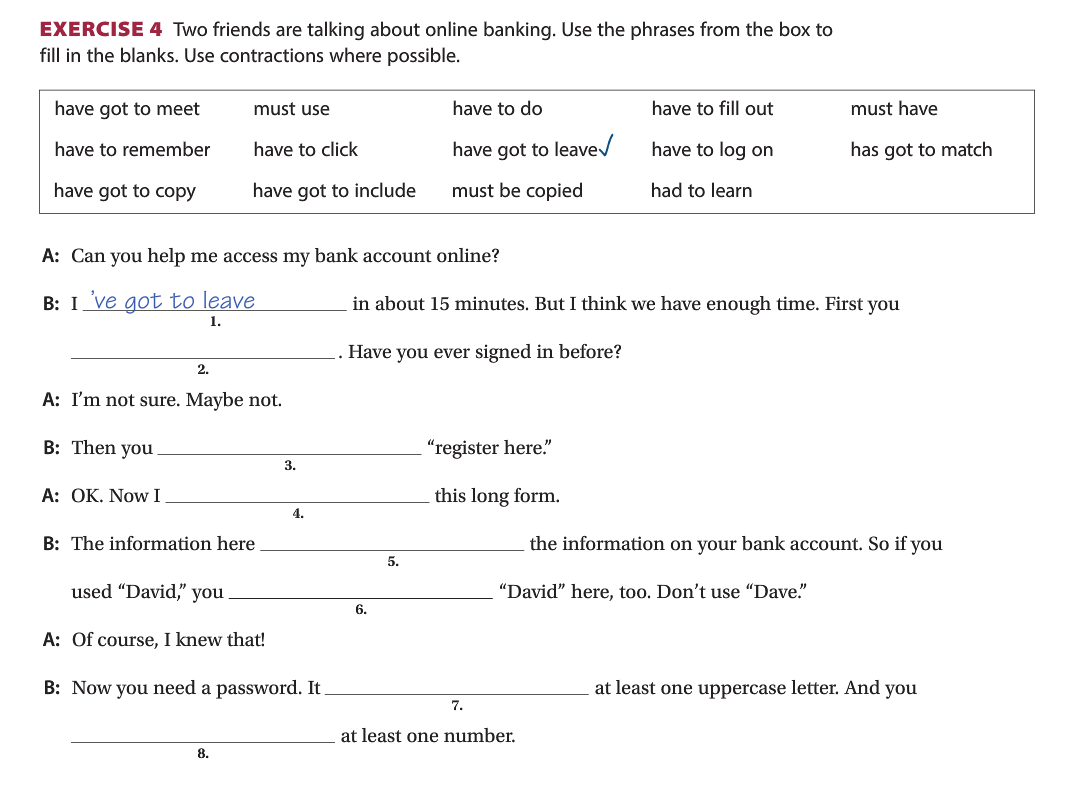 EXERCISE 4 Two friends are talking about online banking. Use the phrases from the box to
fill in the blanks. Use contractions where possible.
have got to meet must use have to do have to fill out must have
have to remember have to click have got to leave✓ have to log on has got to match
have got to copy have got to include must be copied had to learn
A: Can you help me access my bank account online?
B: I 've got to leave in about 15 minutes. But I think we have enough time. First you
1.
. Have you ever signed in before?
2.
A: I'm not sure. Maybe not.
B: Then you “register here.”
3.
A: OK. Now I this long form.
4.
B: The information here the information on your bank account. So if you
5.
used “David,” you “David” here, too. Don't use “Dave.”
6.
A: Of course, I knew that!
B: Now you need a password. It at least one uppercase letter. And you
7.
at least one number.
8.